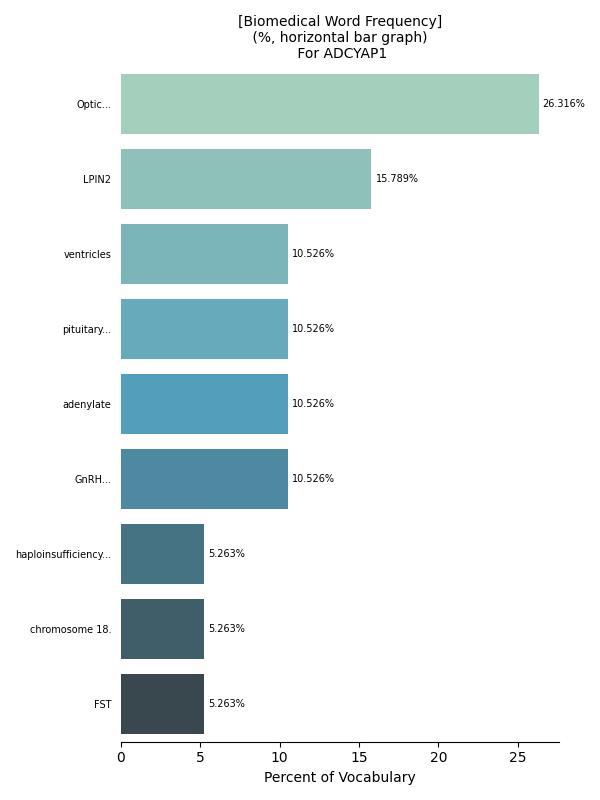 [Biomedical Word Frequency]
(%, horizontal bar graph)
For ADCYAP1
Optic...
26.316%
LPIN2
15.789%
ventricles
10.526%
pituitary...
10.526%
adenylate
10.526%
GnRH...
10.526%
haploinsufficiency...
5.263%
chromosome 18.
5.263%
FST
5.263%
0 5 10 15 20 25
Percent of Vocabulary